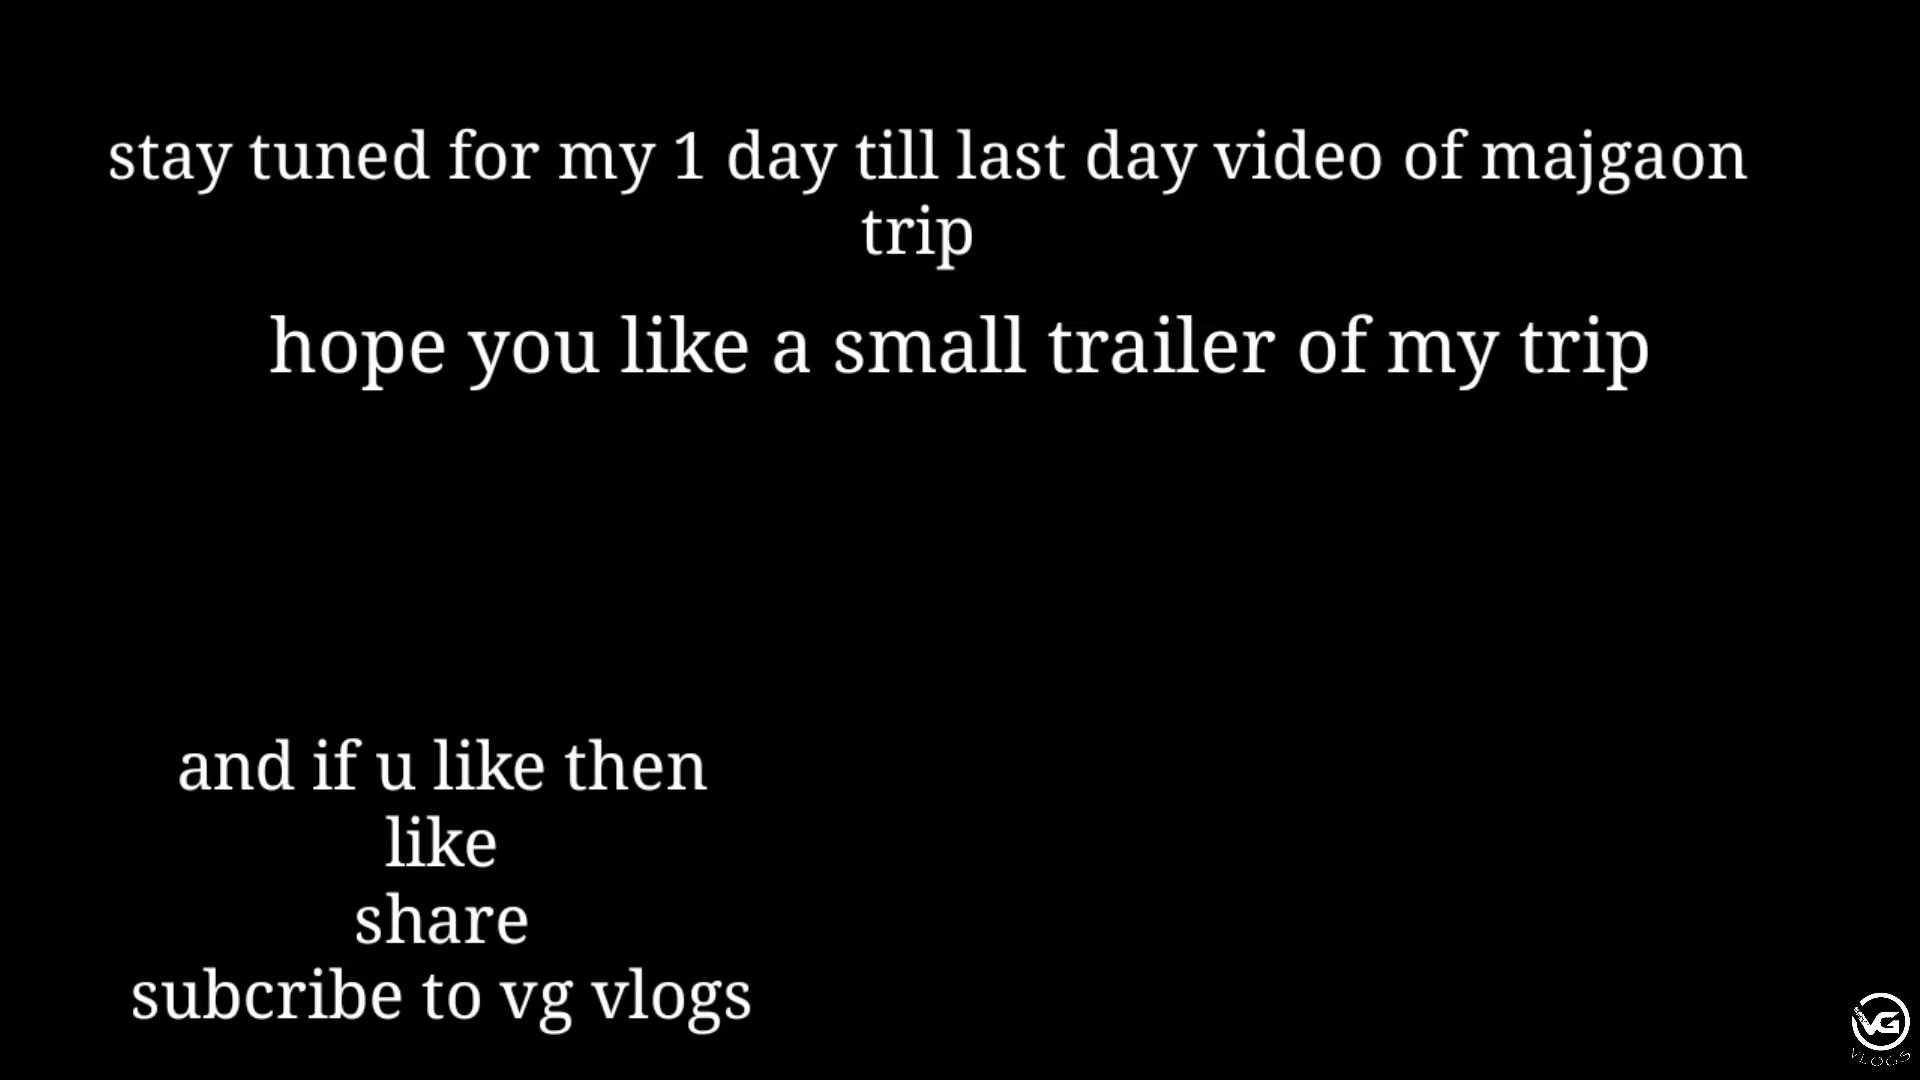 stay tuned for my 1 day till last day video of majgaon
trip
hope you like a small trailer of my trip
and if u like then
like
share
subcribe to vg vlogs
VG
VLOGS